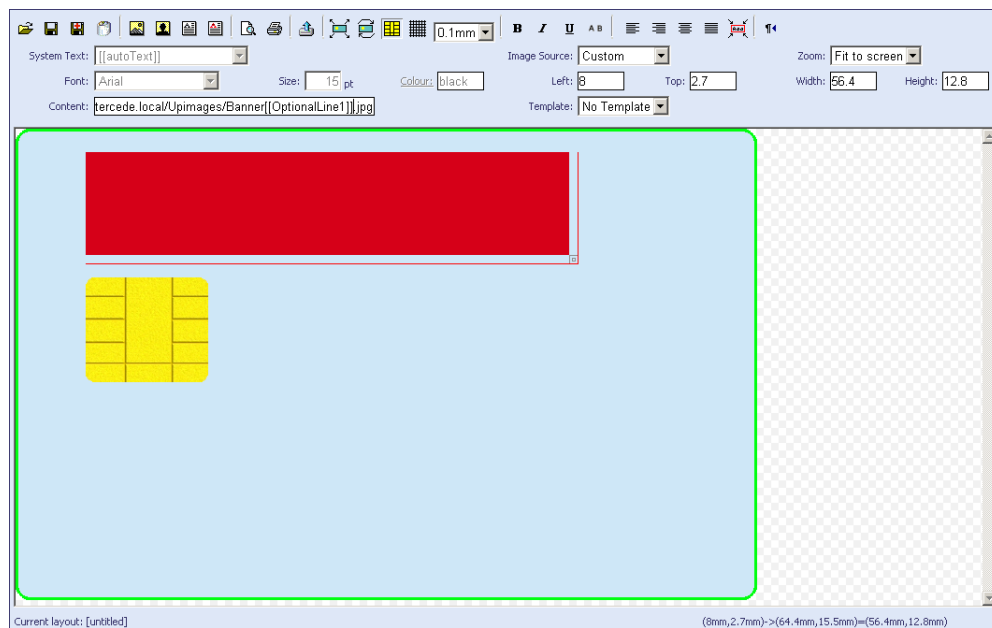 0.1mm B I U A B
System Text: [[autoText]] Image Source: Custom Zoom: Fit to screen
Font: Arial Size: 15 pt Colour: black Left: 8 Top: 2.7 Width: 56.4 Height: 12.8
Content: tercede.local/Upimages/Banner[[OptionalLine1]].jpg Template: No Template
Current layout: [untitled] (8mm,2.7mm)->(64.4mm,15.5mm)=(56.4mm,12.8mm)